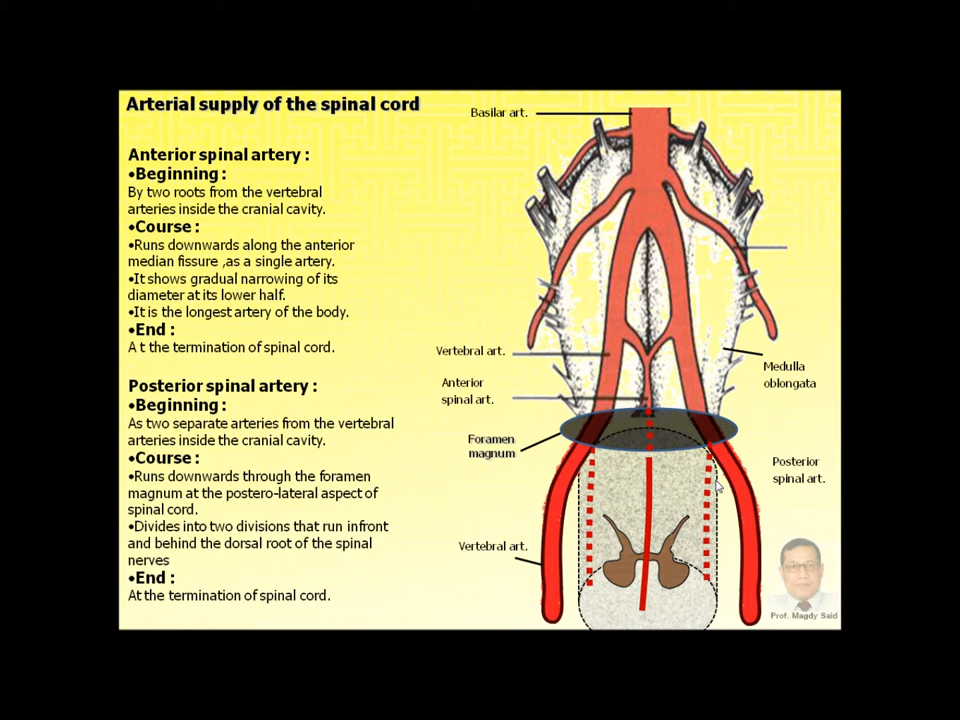 Arterial supply of the spinal cord
Anterior spinal artery :
•Beginning :
By two roots from the vertebral
arteries inside the cranial cavity.
•Course :
•Runs downwards along the anterior
median fissure ,as a single artery.
•It shows gradual narrowing of its
diameter at its lower half.
•It is the longest artery of the body.
•End :
A t the termination of spinal cord.
Posterior spinal artery :
•Beginning :
As two separate arteries from the vertebral
arteries inside the cranial cavity.
•Course :
•Runs downwards through the foramen
magnum at the postero-lateral aspect of
spinal cord.
•Divides into two divisions that run infront
and behind the dorsal root of the spinal
nerves
•End :
At the termination of spinal cord.
Basilar art.
Vertebral art.
Anterior
spinal art.
Foramen
magnum
Vertebral art.
Medulla
oblongata
Posterior
spinal art.
Prof. Magdy Said